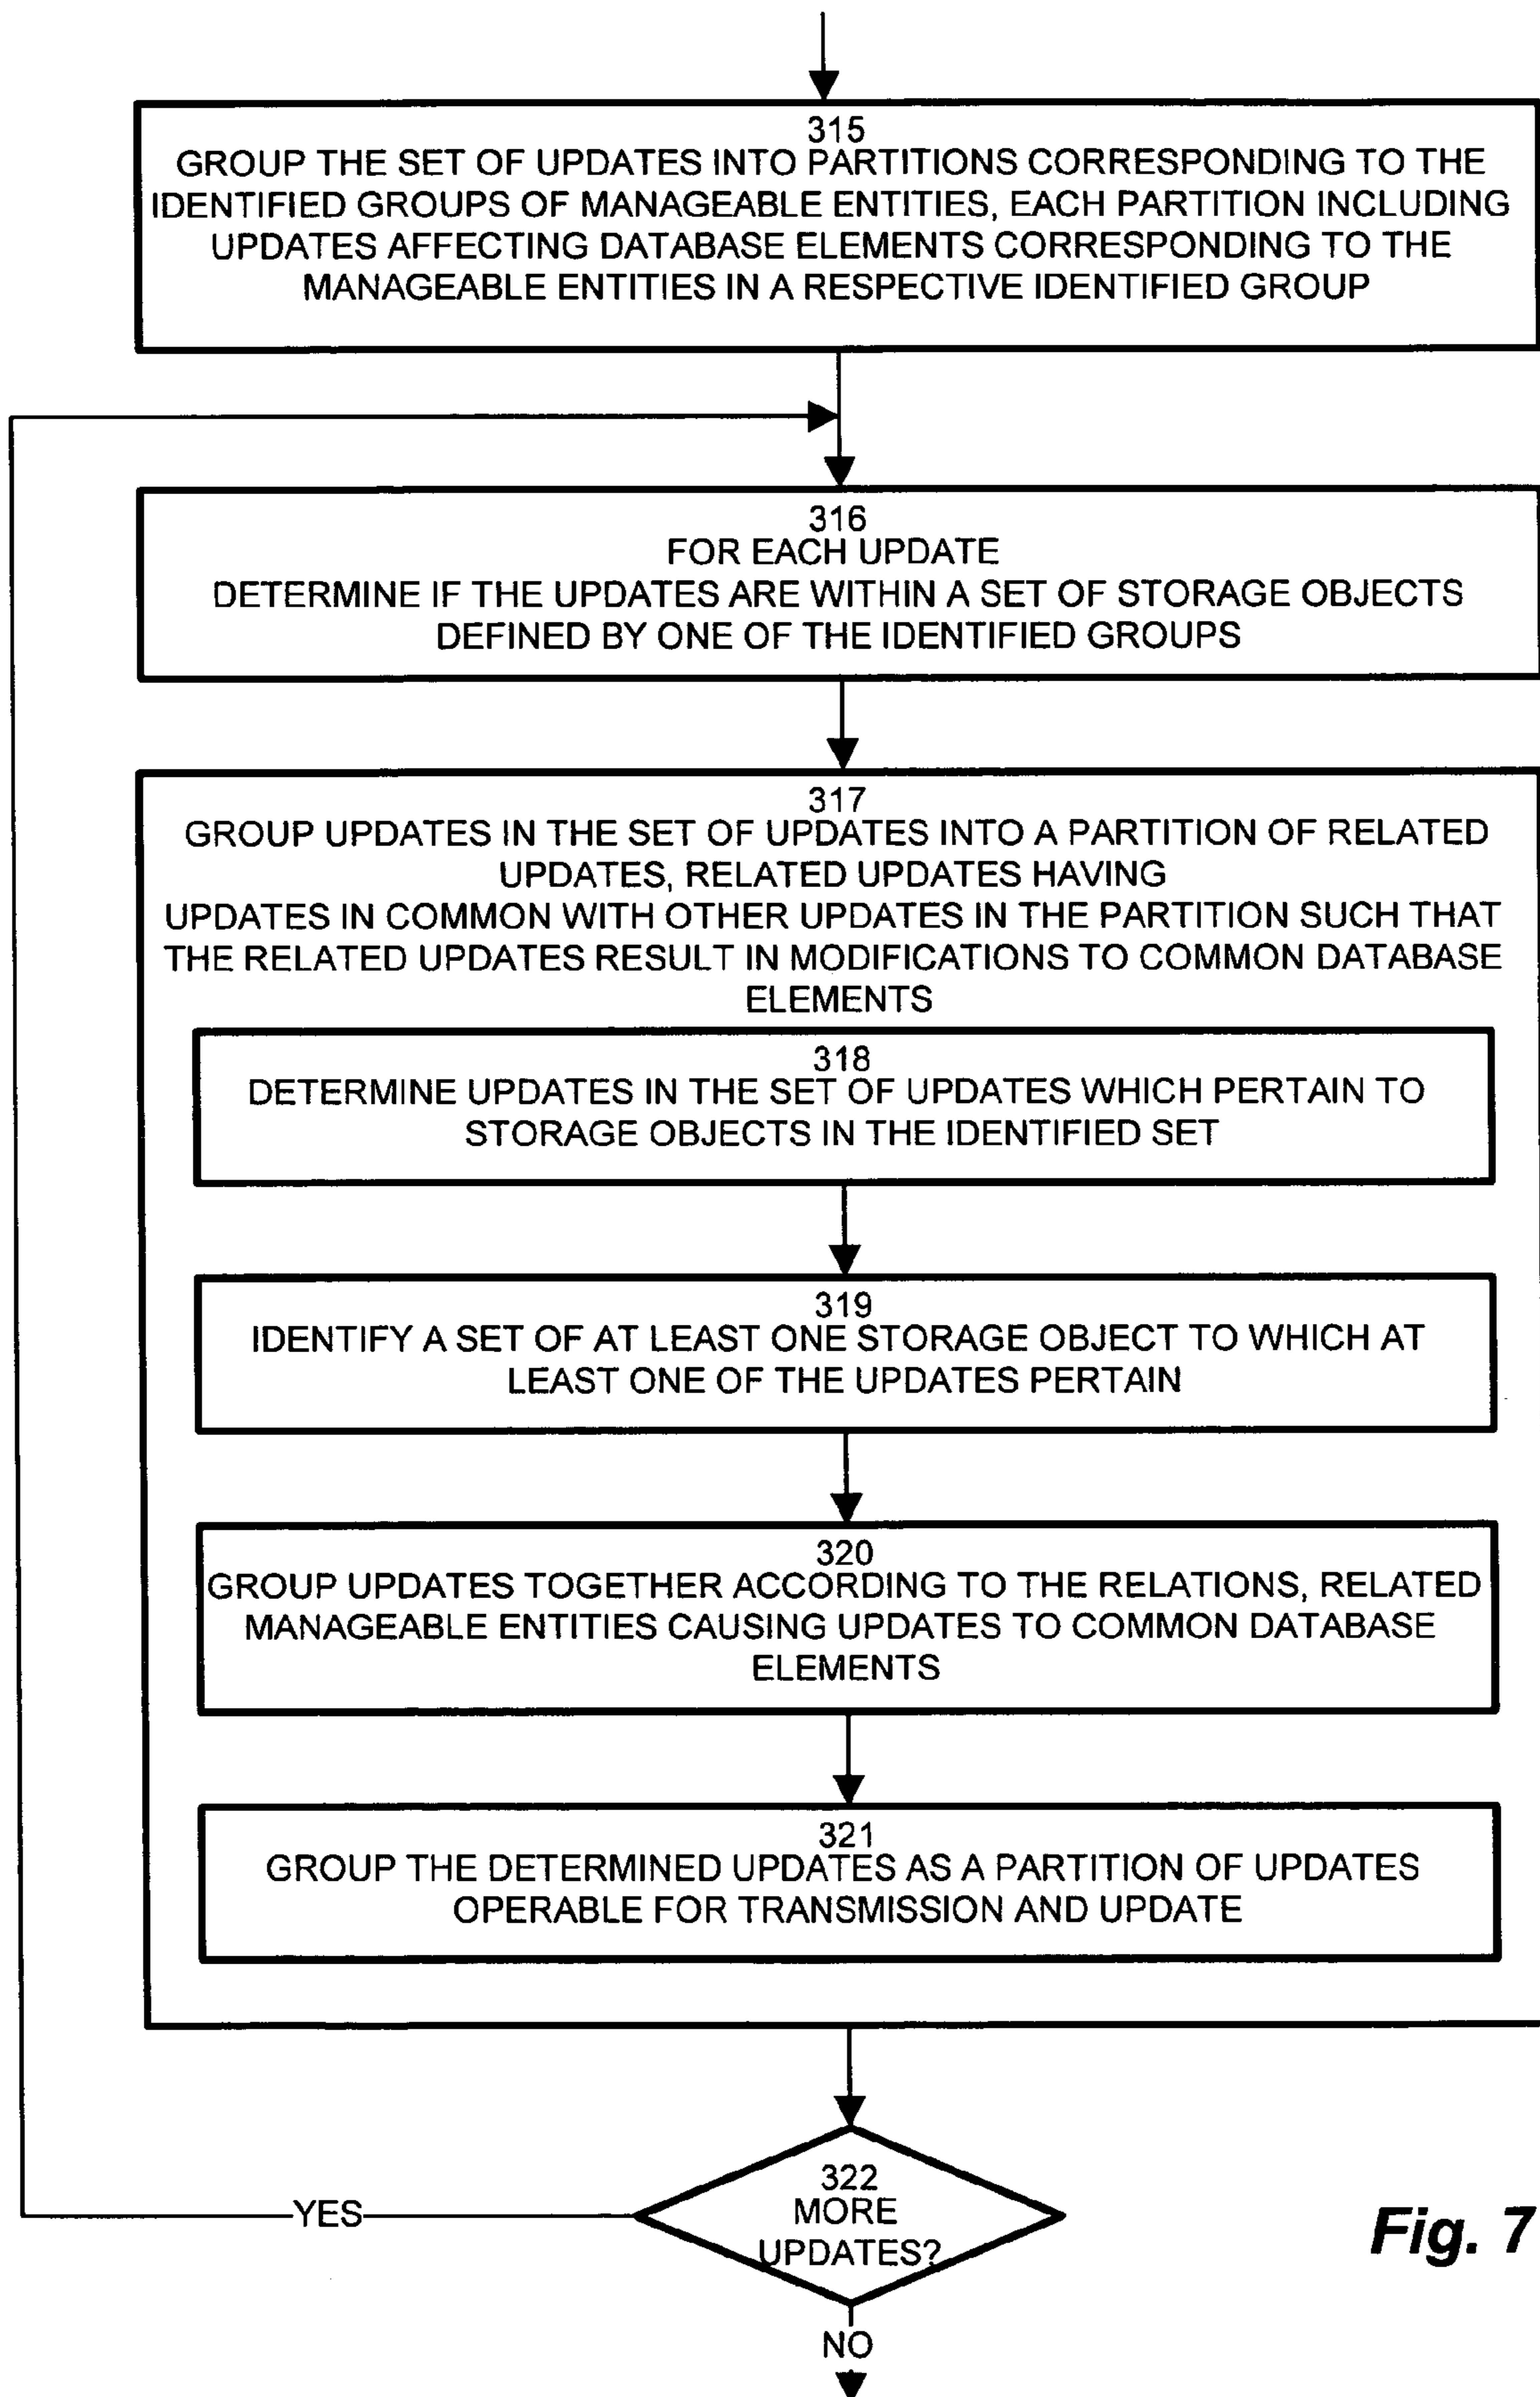 315
GROUP THE SET OF UPDATES INTO PARTITIONS CORRESPONDING TO THE
IDENTIFIED GROUPS OF MANAGEABLE ENTITIES, EACH PARTITION INCLUDING
UPDATES AFFECTING DATABASE ELEMENTS CORRESPONDING TO THE
MANAGEABLE ENTITIES IN A RESPECTIVE IDENTIFIED GROUP
316
FOR EACH UPDATE
DETERMINE IF THE UPDATES ARE WITHIN A SET OF STORAGE OBJECTS
DEFINED BY ONE OF THE IDENTIFIED GROUPS
317
GROUP UPDATES IN THE SET OF UPDATES INTO A PARTITION OF RELATED
UPDATES, RELATED UPDATES HAVING
UPDATES IN COMMON WITH OTHER UPDATES IN THE PARTITION SUCH THAT
THE RELATED UPDATES RESULT IN MODIFICATIONS TO COMMON DATABASE
ELEMENTS
318
DETERMINE UPDATES IN THE SET OF UPDATES WHICH PERTAIN TO
STORAGE OBJECTS IN THE IDENTIFIED SET
319
IDENTIFY A SET OF AT LEAST ONE STORAGE OBJECT TO WHICH AT
LEAST ONE OF THE UPDATES PERTAIN
320
GROUP UPDATES TOGETHER ACCORDING TO THE RELATIONS, RELATED
MANAGEABLE ENTITIES CAUSING UPDATES TO COMMON DATABASE
ELEMENTS
321
GROUP THE DETERMINED UPDATES AS A PARTITION OF UPDATES
OPERABLE FOR TRANSMISSION AND UPDATE
322
MORE
UPDATES?
YES
NO
Fig. 7